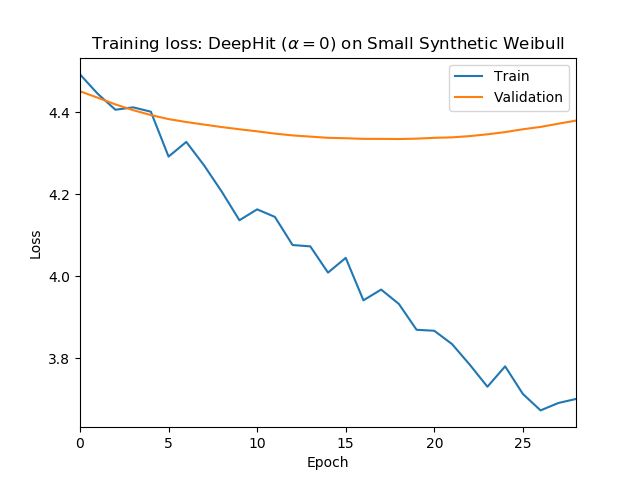 Training loss: DeepHit (α = 0) on Small Synthetic Weibull
Train
Validation
4.4
4.2
4.0
3.8
Loss
0 5 10 15 20 25
Epoch